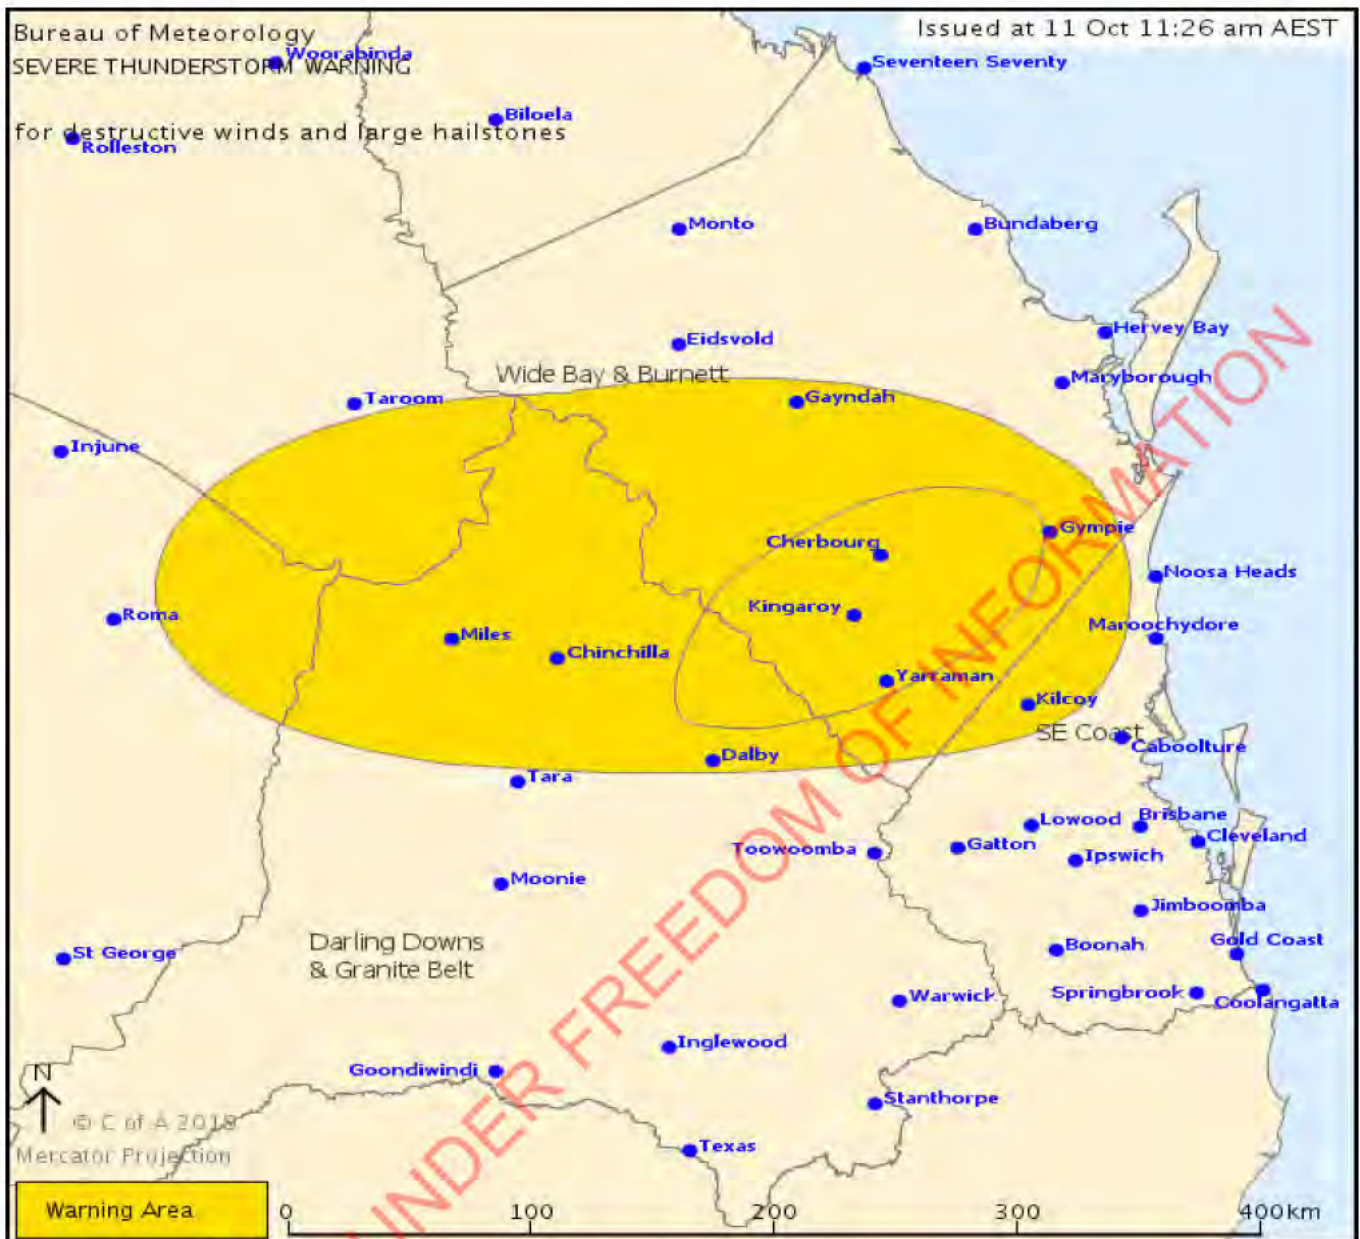 Bureau of Meteorology
Issued at 11 Oct 11:26 am AEST
Woorabinda
SEVERE THUNDERSTORM WARNING
Seventeen Seventy
Biloela
for destructive winds and large hailstones
Rolleston
Monto
Bundaberg
Hervey Bay
Eidsvold
Wide Bay & Burnett
Maryborough
Taroom
Gayndah
Injune
Gympie
Cherbourg
Noosa Heads
Kingaroy
Roma
Maroochydore
Miles
Chinchilla
Yarraman
Kilcoy
SE Coast
Caboolture
Dalby
Tara
Lowood
Brisbane
Cleveland
Toowoomba
Gatton
Ipswich
Moonie
Jimboomba
Darling Downs
& Granite Belt
Gold Coast
Boonah
St George
Springbrook
Coolangatta
Warwick
Inglewood
Goondiwindi
N
Stanthorpe
© C of A 2018
Texas
Mercator Projection
Warning Area
0 100 200 300 400km
UNDER FREEDOM OF INFORMATION